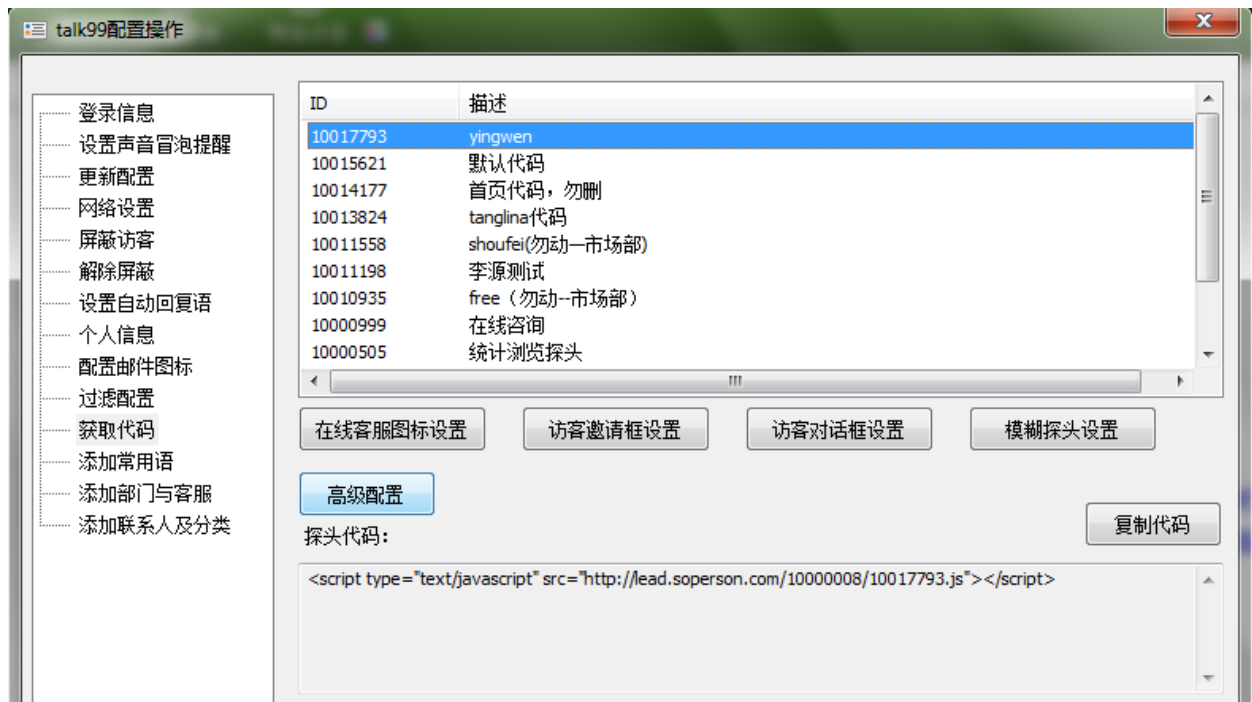 talk99配置操作
登录信息
设置声音冒泡提醒
更新配置
网络设置
屏蔽访客
解除屏蔽
设置自动回复语
个人信息
配置邮件图标
过滤配置
获取代码
添加常用语
添加部门与客服
添加联系人及分类
ID 描述
10017793 yingwen
10015621 默认代码
10014177 首页代码，勿删
10013824 tanglina代码
10011558 shoufei(勿动—市场部)
10011198 李源测试
10010935 free（勿动--市场部）
10000999 在线咨询
10000505 统计浏览探头
在线客服图标设置 访客邀请框设置 访客对话框设置 模糊探头设置
高级配置
探头代码：
复制代码
<script type="text/javascript" src="http://lead.soperson.com/10000008/10017793.js"></script>